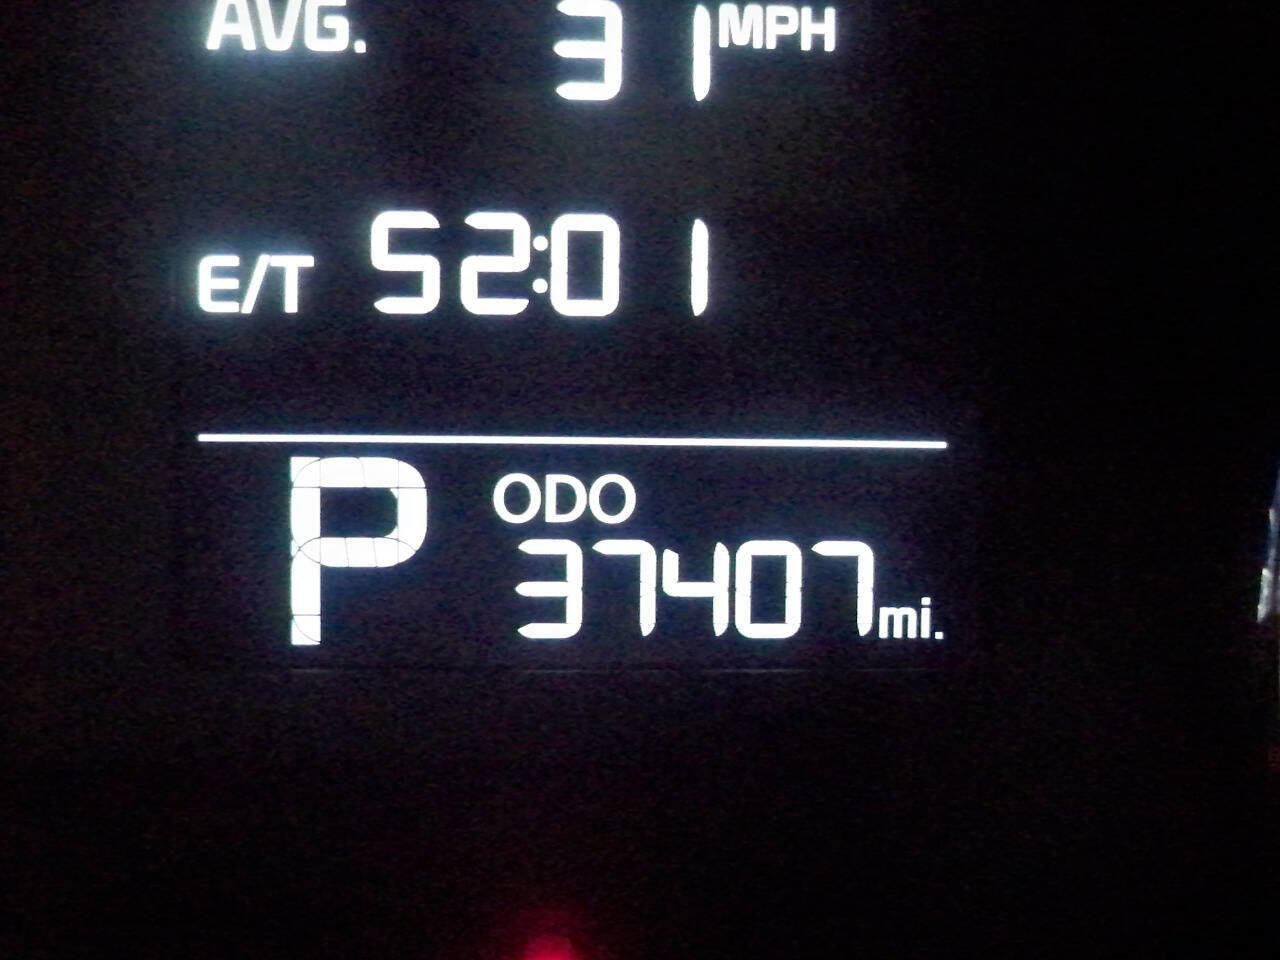 AVG. 31 MPH
E/T 52:01
P ODO
37407 mi.